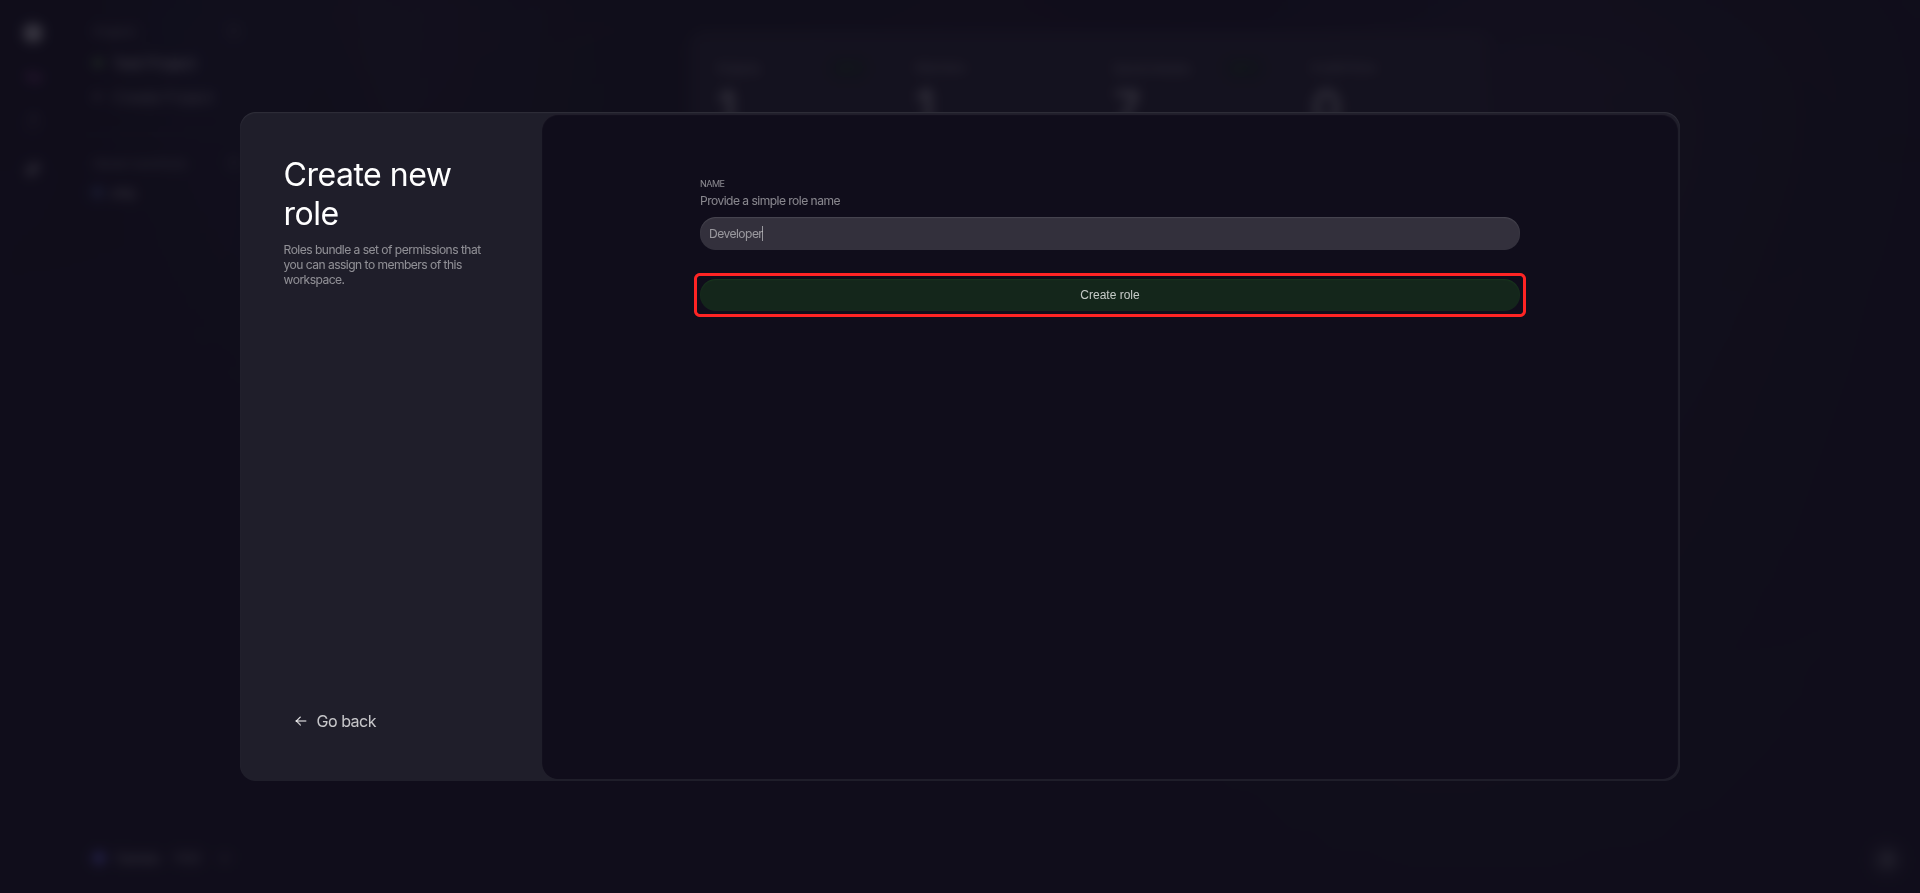 Create new
role
Roles bundle a set of permissions that
you can assign to members of this
workspace.
NAME
Provide a simple role name
Developer
Create role
Go back